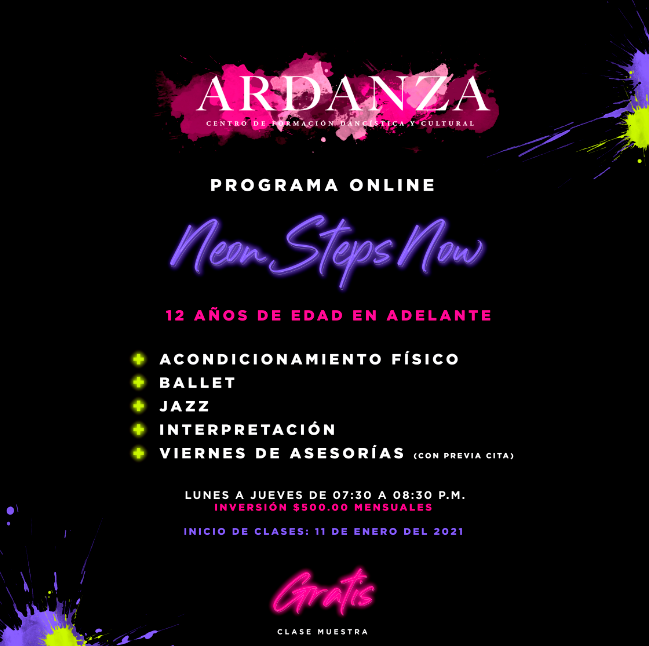 ARDANZA
CENTRO DE FORMACIÓN DANCÍSTICA Y CULTURAL
PROGRAMA ONLINE
Neon Steps Now
12 AÑOS DE EDAD EN ADELANTE
ACONDICIONAMIENTO FÍSICO
BALLET
JAZZ
INTERPRETACIÓN
VIERNES DE ASESORÍAS (CON PREVIA CITA)
LUNES A JUEVES DE 07:30 A 08:30 P.M.
INVERSIÓN $500.00 MENSUALES
INICIO DE CLASES: 11 DE ENERO DEL 2021
Gratis
CLASE MUESTRA